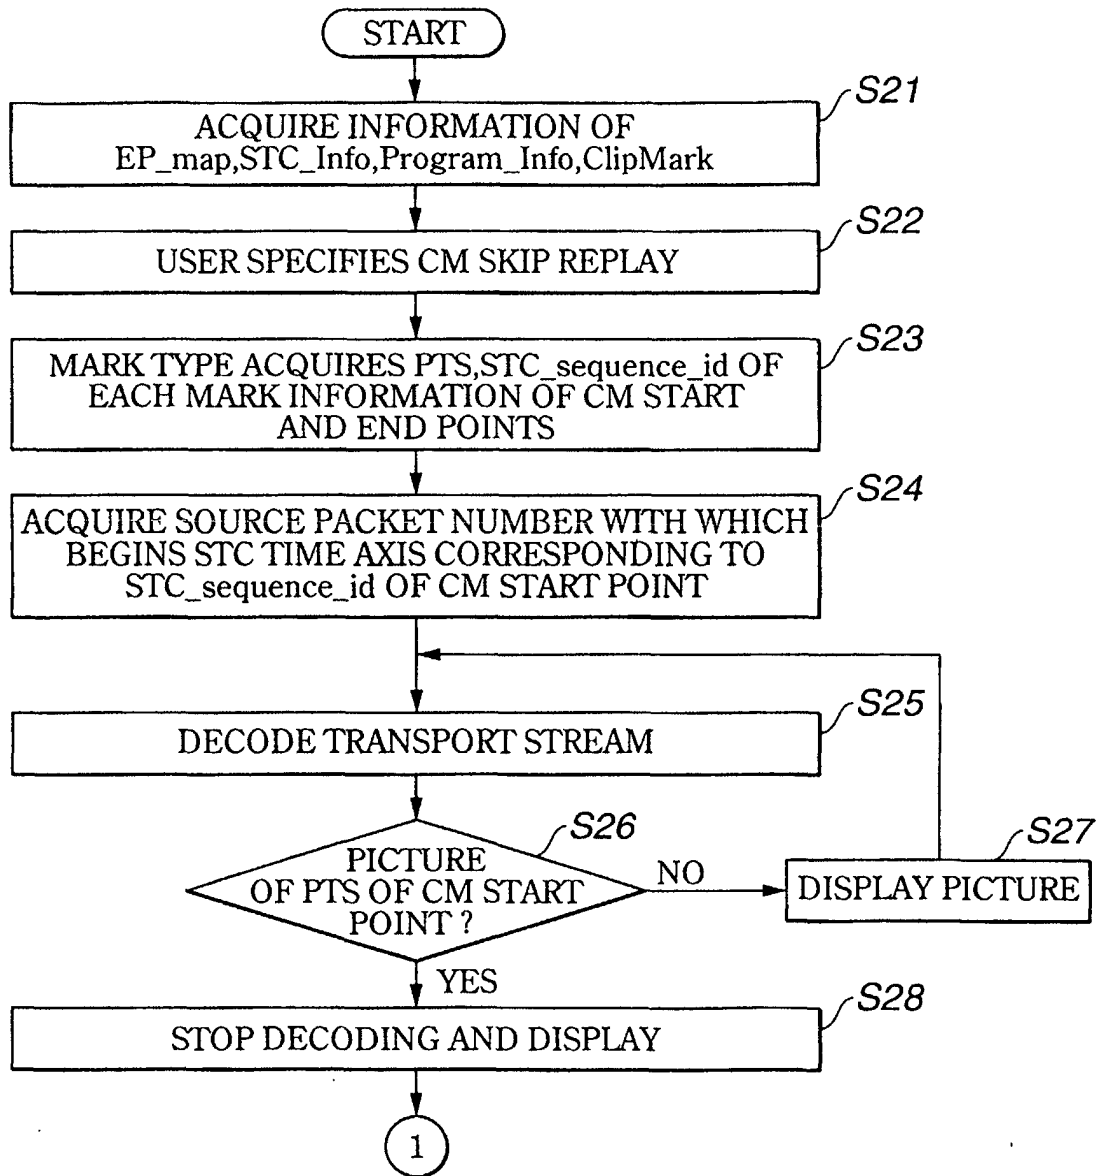 START
S21
ACQUIRE INFORMATION OF
EP_map,STC_Info,Program_Info,ClipMark
S22
USER SPECIFIES CM SKIP REPLAY
S23
MARK TYPE ACQUIRES PTS,STC_sequence_id OF
EACH MARK INFORMATION OF CM START
AND END POINTS
S24
ACQUIRE SOURCE PACKET NUMBER WITH WHICH
BEGINS STC TIME AXIS CORRESPONDING TO
STC_sequence_id OF CM START POINT
S25
DECODE TRANSPORT STREAM
S26
PICTURE
OF PTS OF CM START
POINT ?
NO
S27
DISPLAY PICTURE
YES
S28
STOP DECODING AND DISPLAY
1